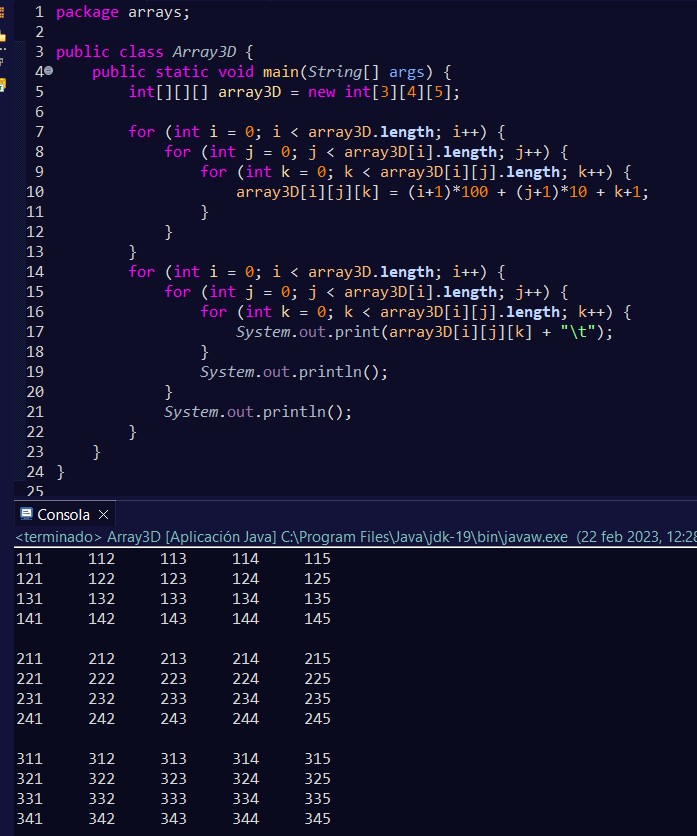 1 package arrays;
2
3 public class Array3D {
4 public static void main(String[] args) {
5 int[][][] array3D = new int[3][4][5];
6
7 for (int i = 0; i < array3D.length; i++) {
8 for (int j = 0; j < array3D[i].length; j++) {
9 for (int k = 0; k < array3D[i][j].length; k++) {
10 array3D[i][j][k] = (i+1)*100 + (j+1)*10 + k+1;
11 }
12 }
13 }
14 for (int i = 0; i < array3D.length; i++) {
15 for (int j = 0; j < array3D[i].length; j++) {
16 for (int k = 0; k < array3D[i][j].length; k++) {
17 System.out.print(array3D[i][j][k] + "\t");
18 }
19 System.out.println();
20 }
21 System.out.println();
22 }
23 }
24 }
25
Consola
<terminado> Array3D [Aplicación Java] C:\Program Files\Java\jdk-19\bin\javaw.exe (22 feb 2023, 12:28
111 112 113 114 115
121 122 123 124 125
131 132 133 134 135
141 142 143 144 145
211 212 213 214 215
221 222 223 224 225
231 232 233 234 235
241 242 243 244 245
311 312 313 314 315
321 322 323 324 325
331 332 333 334 335
341 342 343 344 345